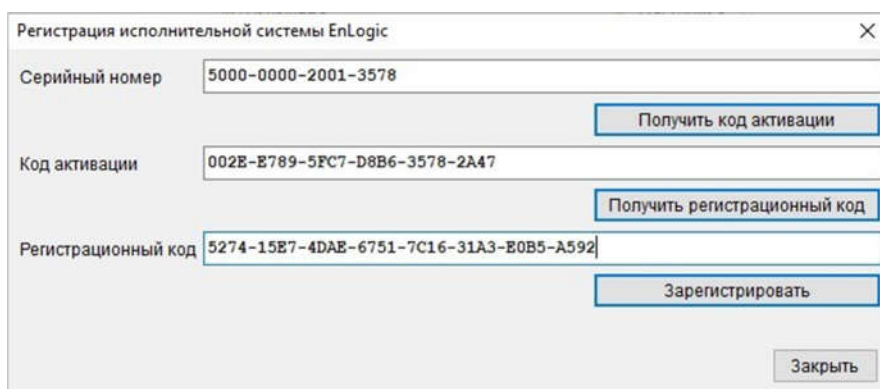 Регистрация исполнительной системы EnLogic
Серийный номер 5000-0000-2001-3578
Получить код активации
Код активации 002E-E789-5FC7-D8B6-3578-2A47
Получить регистрационный код
Регистрационный код 5274-15E7-4DAE-6751-7C16-31A3-E0B5-A592
Зарегистрировать
Закрыть